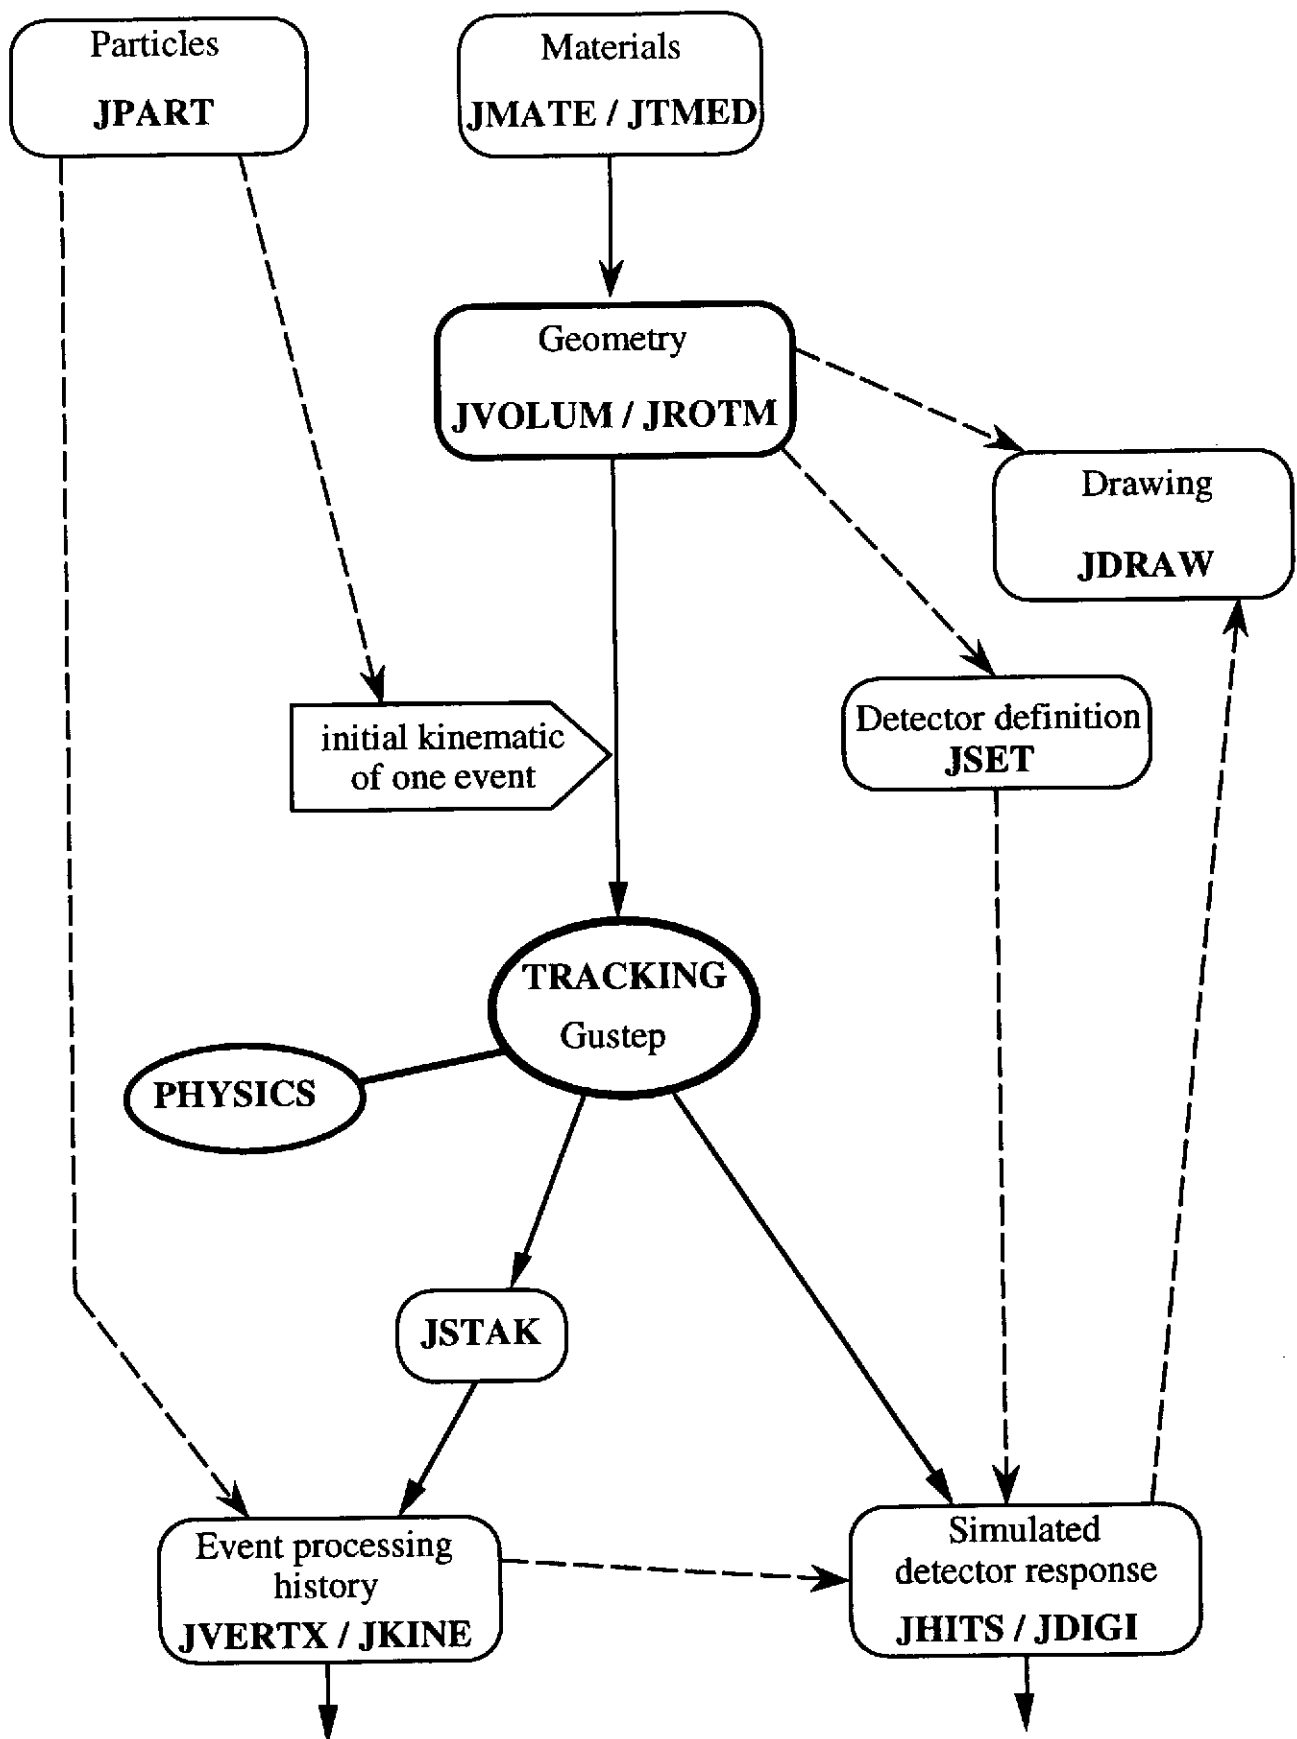 Particles
JPART
Materials
JMATE / JTMED
Geometry
JVOLUM / JROTM
Drawing
JDRAW
initial kinematic
of one event
Detector definition
JSET
TRACKING
Gustep
PHYSICS
JSTAK
Event processing
history
JVERTX / JKINE
Simulated
detector response
JHITS / JDIGI